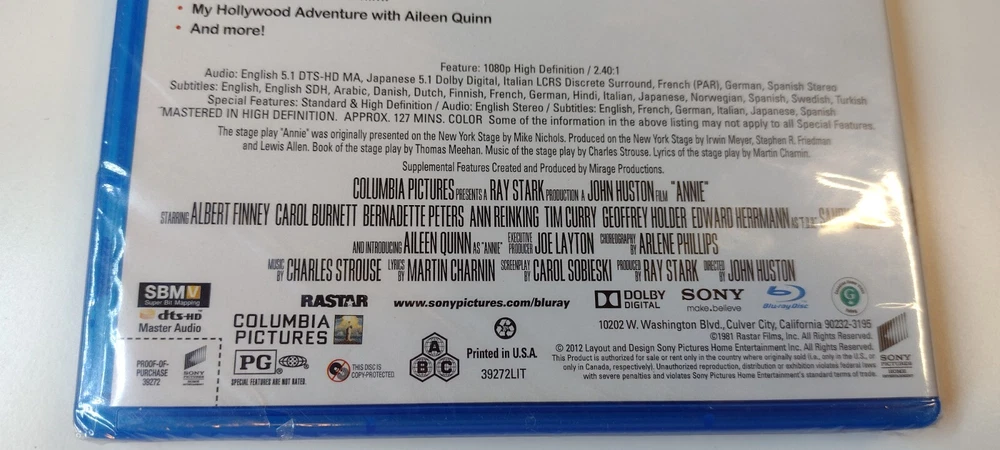 • My Hollywood Adventure with Aileen Quinn
• And more!
Feature: 1080p High Definition / 2.40:1
Audio: English 5.1 DTS-HD MA, Japanese 5.1 Dolby Digital, Italian LCRS Discrete Surround, French (PAR), German, Spanish Stereo
Subtitles: English, English SDH, Arabic, Danish, Dutch, Finnish, French, German, Hindi, Italian, Japanese, Norwegian, Spanish, Swedish, Turkish
Special Features: Standard & High Definition / Audio: English Stereo / Subtitles: English, French, German, Italian, Japanese, Spanish
MASTERED IN HIGH DEFINITION. APPROX. 127 MINS. COLOR Some of the information in the above listing may not apply to all Special Features.
The stage play "Annie" was originally presented on the New York Stage by Mike Nichols. Produced on the New York Stage by Irwin Meyer, Stephen R. Friedman
and Lewis Allen. Book of the stage play by Thomas Meehan. Music of the stage play by Charles Strouse. Lyrics of the stage play by Martin Charnin.
Supplemental Features Created and Produced by Mirage Productions.
COLUMBIA PICTURES PRESENTS A RAY STARK PRODUCTION A JOHN HUSTON FILM "ANNIE"
STARRING ALBERT FINNEY CAROL BURNETT BERNADETTE PETERS ANN REINKING TIM CURRY GEOFFREY HOLDER EDWARD HERRMANN
AND INTRODUCING AILEEN QUINN AS "ANNIE" EXECUTIVE PRODUCER JOE LAYTON CHOREOGRAPHY BY ARLENE PHILLIPS
MUSIC BY CHARLES STROUSE LYRICS BY MARTIN CHARNIN SCREENPLAY BY CAROL SOBIESKI PRODUCED BY RAY STARK DIRECTED BY JOHN HUSTON
SBMV
Super Bit Mapping
dts-HD
Master Audio
RASTAR
www.sonypictures.com/bluray
DOLBY
DIGITAL
SONY
make.believe
Blu-ray Disc
G
COLUMBIA
PICTURES
10202 W. Washington Blvd., Culver City, California 90232-3195
©1981 Rastar Films, Inc. All Rights Reserved.
© 2012 Layout and Design Sony Pictures Home Entertainment Inc. All Rights Reserved.
This Product is authorized for sale or rent only in the country where originally sold (i.e., only in the U.S., or
only in Canada, respectively). Unauthorized reproduction, distribution or exhibition violates federal laws
with severe penalties and violates Sony Pictures Home Entertainment's standard terms of trade.
PROOF-OF-
PURCHASE
39272
SONY
PICTURES
PG
SPECIAL FEATURES ARE NOT RATED.
THIS DISC IS
COPY-PROTECTED.
A
B C
Printed in U.S.A.
39272LIT
SONY
PICTURES